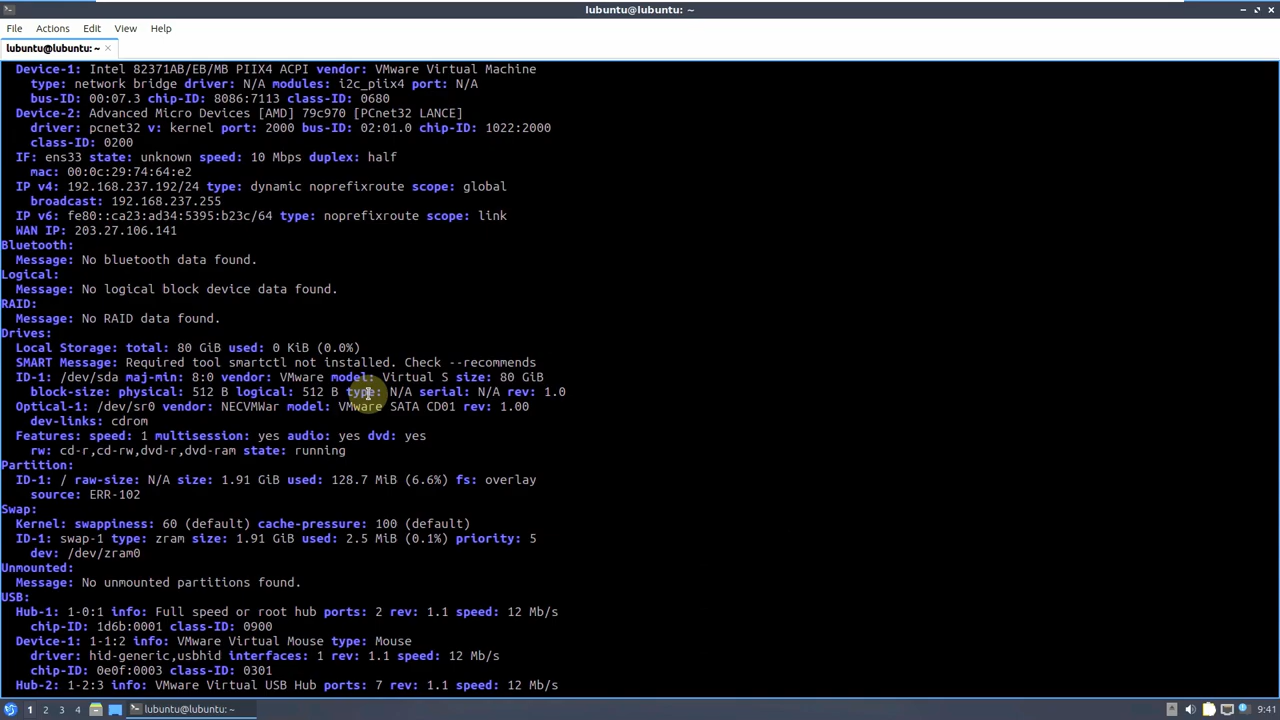 lubuntu@lubuntu: ~
File Actions Edit View Help
lubuntu@lubuntu: ~
Device-1: Intel 82371AB/EB/MB PIIX4 ACPI vendor: VMware Virtual Machine
type: network bridge driver: N/A modules: i2c_piix4 port: N/A
bus-ID: 00:07.3 chip-ID: 8086:7113 class-ID: 0680
Device-2: Advanced Micro Devices [AMD] 79c970 [PCnet32 LANCE]
driver: pcnet32 v: kernel port: 2000 bus-ID: 02:01.0 chip-ID: 1022:2000
class-ID: 0200
IF: ens33 state: unknown speed: 10 Mbps duplex: half
mac: 00:0c:29:74:64:e2
IP v4: 192.168.237.192/24 type: dynamic noprefixroute scope: global
broadcast: 192.168.237.255
IP v6: fe80::ca23:ad34:5395:b23c/64 type: noprefixroute scope: link
WAN IP: 203.27.106.141
Bluetooth:
Message: No bluetooth data found.
Logical:
Message: No logical block device data found.
RAID:
Message: No RAID data found.
Drives:
Local Storage: total: 80 GiB used: 0 KiB (0.0%)
SMART Message: Required tool smartctl not installed. Check --recommends
ID-1: /dev/sda maj-min: 8:0 vendor: VMware model: Virtual S size: 80 GiB
block-size: physical: 512 B logical: 512 B type: N/A serial: N/A rev: 1.0
Optical-1: /dev/sr0 vendor: NECVMWar model: VMware SATA CD01 rev: 1.00
dev-links: cdrom
Features: speed: 1 multisession: yes audio: yes dvd: yes
rw: cd-r,cd-rw,dvd-r,dvd-ram state: running
Partition:
ID-1: / raw-size: N/A size: 1.91 GiB used: 128.7 MiB (6.6%) fs: overlay
source: ERR-102
Swap:
Kernel: swappiness: 60 (default) cache-pressure: 100 (default)
ID-1: swap-1 type: zram size: 1.91 GiB used: 2.5 MiB (0.1%) priority: 5
dev: /dev/zram0
Unmounted:
Message: No unmounted partitions found.
USB:
Hub-1: 1-0:1 info: Full speed or root hub ports: 2 rev: 1.1 speed: 12 Mb/s
chip-ID: 1d6b:0001 class-ID: 0900
Device-1: 1-1:2 info: VMware Virtual Mouse type: Mouse
driver: hid-generic,usbhid interfaces: 1 rev: 1.1 speed: 12 Mb/s
chip-ID: 0e0f:0003 class-ID: 0301
Hub-2: 1-2:3 info: VMware Virtual USB Hub ports: 7 rev: 1.1 speed: 12 Mb/s
1 2 3 4 lubuntu@lubuntu: ~ 9:41